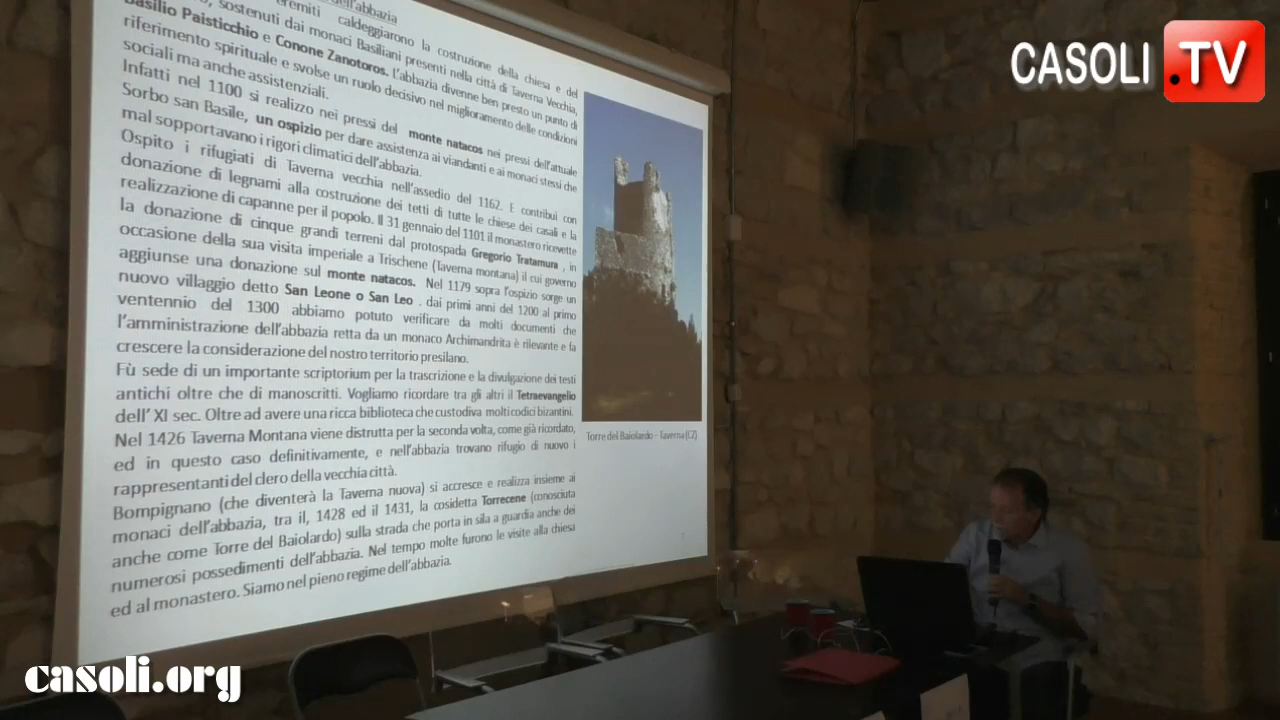 dell'abbazia
eremiti caldeggiarono la costruzione della chiesa e del
sostenuti dai monaci Basiliani presenti nella città di Taverna Vecchia,
Basilio Paisticchio e Conone Zanotoros. l'abbazia divenne ben presto un punto di
riferimento spirituale e svolse un ruolo decisivo nel miglioramento delle condizioni
sociali ma anche assistenziali.
Infatti nel 1100 si realizzo nei pressi del monte natacos nei pressi dell'attuale
Sorbo san Basile, un ospizio per dare assistenza ai viandanti e ai monaci stessi che
mal sopportavano i rigori climatici dell'abbazia.
Ospito i rifugiati di Taverna vecchia nell'assedio del 1162. E contribui con
donazione di legnami alla costruzione dei tetti di tutte le chiese dei casali e la
realizzazione di capanne per il popolo. Il 31 gennaio del 1101 il monastero ricevette
la donazione di cinque grandi terreni dal protospada Gregorio Tratamura , in
occasione della sua visita imperiale a Trischene (Taverna montana) il cui governo
aggiunse una donazione sul monte natacos. Nel 1179 sopra l'ospizio sorge un
nuovo villaggio detto San Leone o San Leo . dai primi anni del 1200 al primo
ventennio del 1300 abbiamo potuto verificare da molti documenti che
l'amministrazione dell'abbazia retta da un monaco Archimandrita è rilevante e fa
crescere la considerazione del nostro territorio presilano.
Fù sede di un importante scriptorium per la trascrizione e la divulgazione dei testi
antichi oltre che di manoscritti. Vogliamo ricordare tra gli altri il Tetraevangelio
dell' XI sec. Oltre ad avere una ricca biblioteca che custodiva molti codici bizantini.
Nel 1426 Taverna Montana viene distrutta per la seconda volta, come già ricordato,
ed in questo caso definitivamente, e nell'abbazia trovano rifugio di nuovo i
rappresentanti del clero della vecchia città.
Bompignano (che diventerà la Taverna nuova) si accresce e realizza insieme ai
monaci dell'abbazia, tra il, 1428 ed il 1431, la cosidetta Torrecene (conosciuta
anche come Torre del Baiolardo) sulla strada che porta in sila a guardia anche dei
numerosi possedimenti dell'abbazia. Nel tempo molte furono le visite alla chiesa
ed al monastero. Siamo nel pieno regime dell'abbazia.
Torre del Baiolardo – Taverna (CZ)
CASOLI .TV
casoli.org